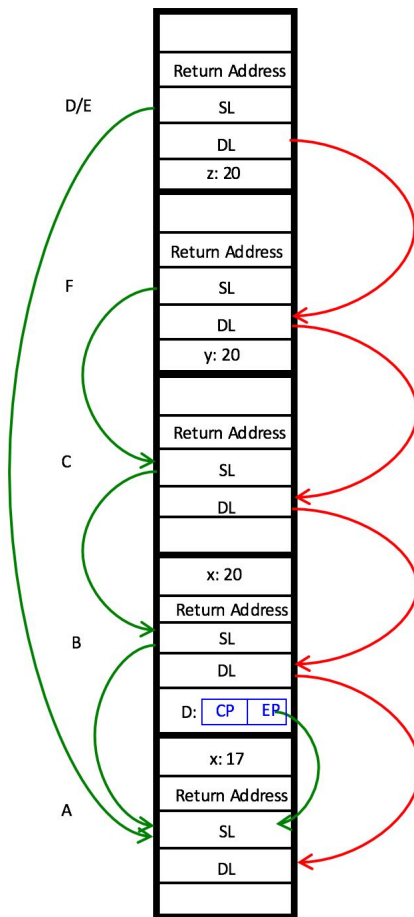 Return Address
D/E SL
DL
z: 20
Return Address
F SL
DL
y: 20
Return Address
C SL
DL
x: 20
Return Address
B SL
DL
D: CP EP
x: 17
Return Address
A SL
DL